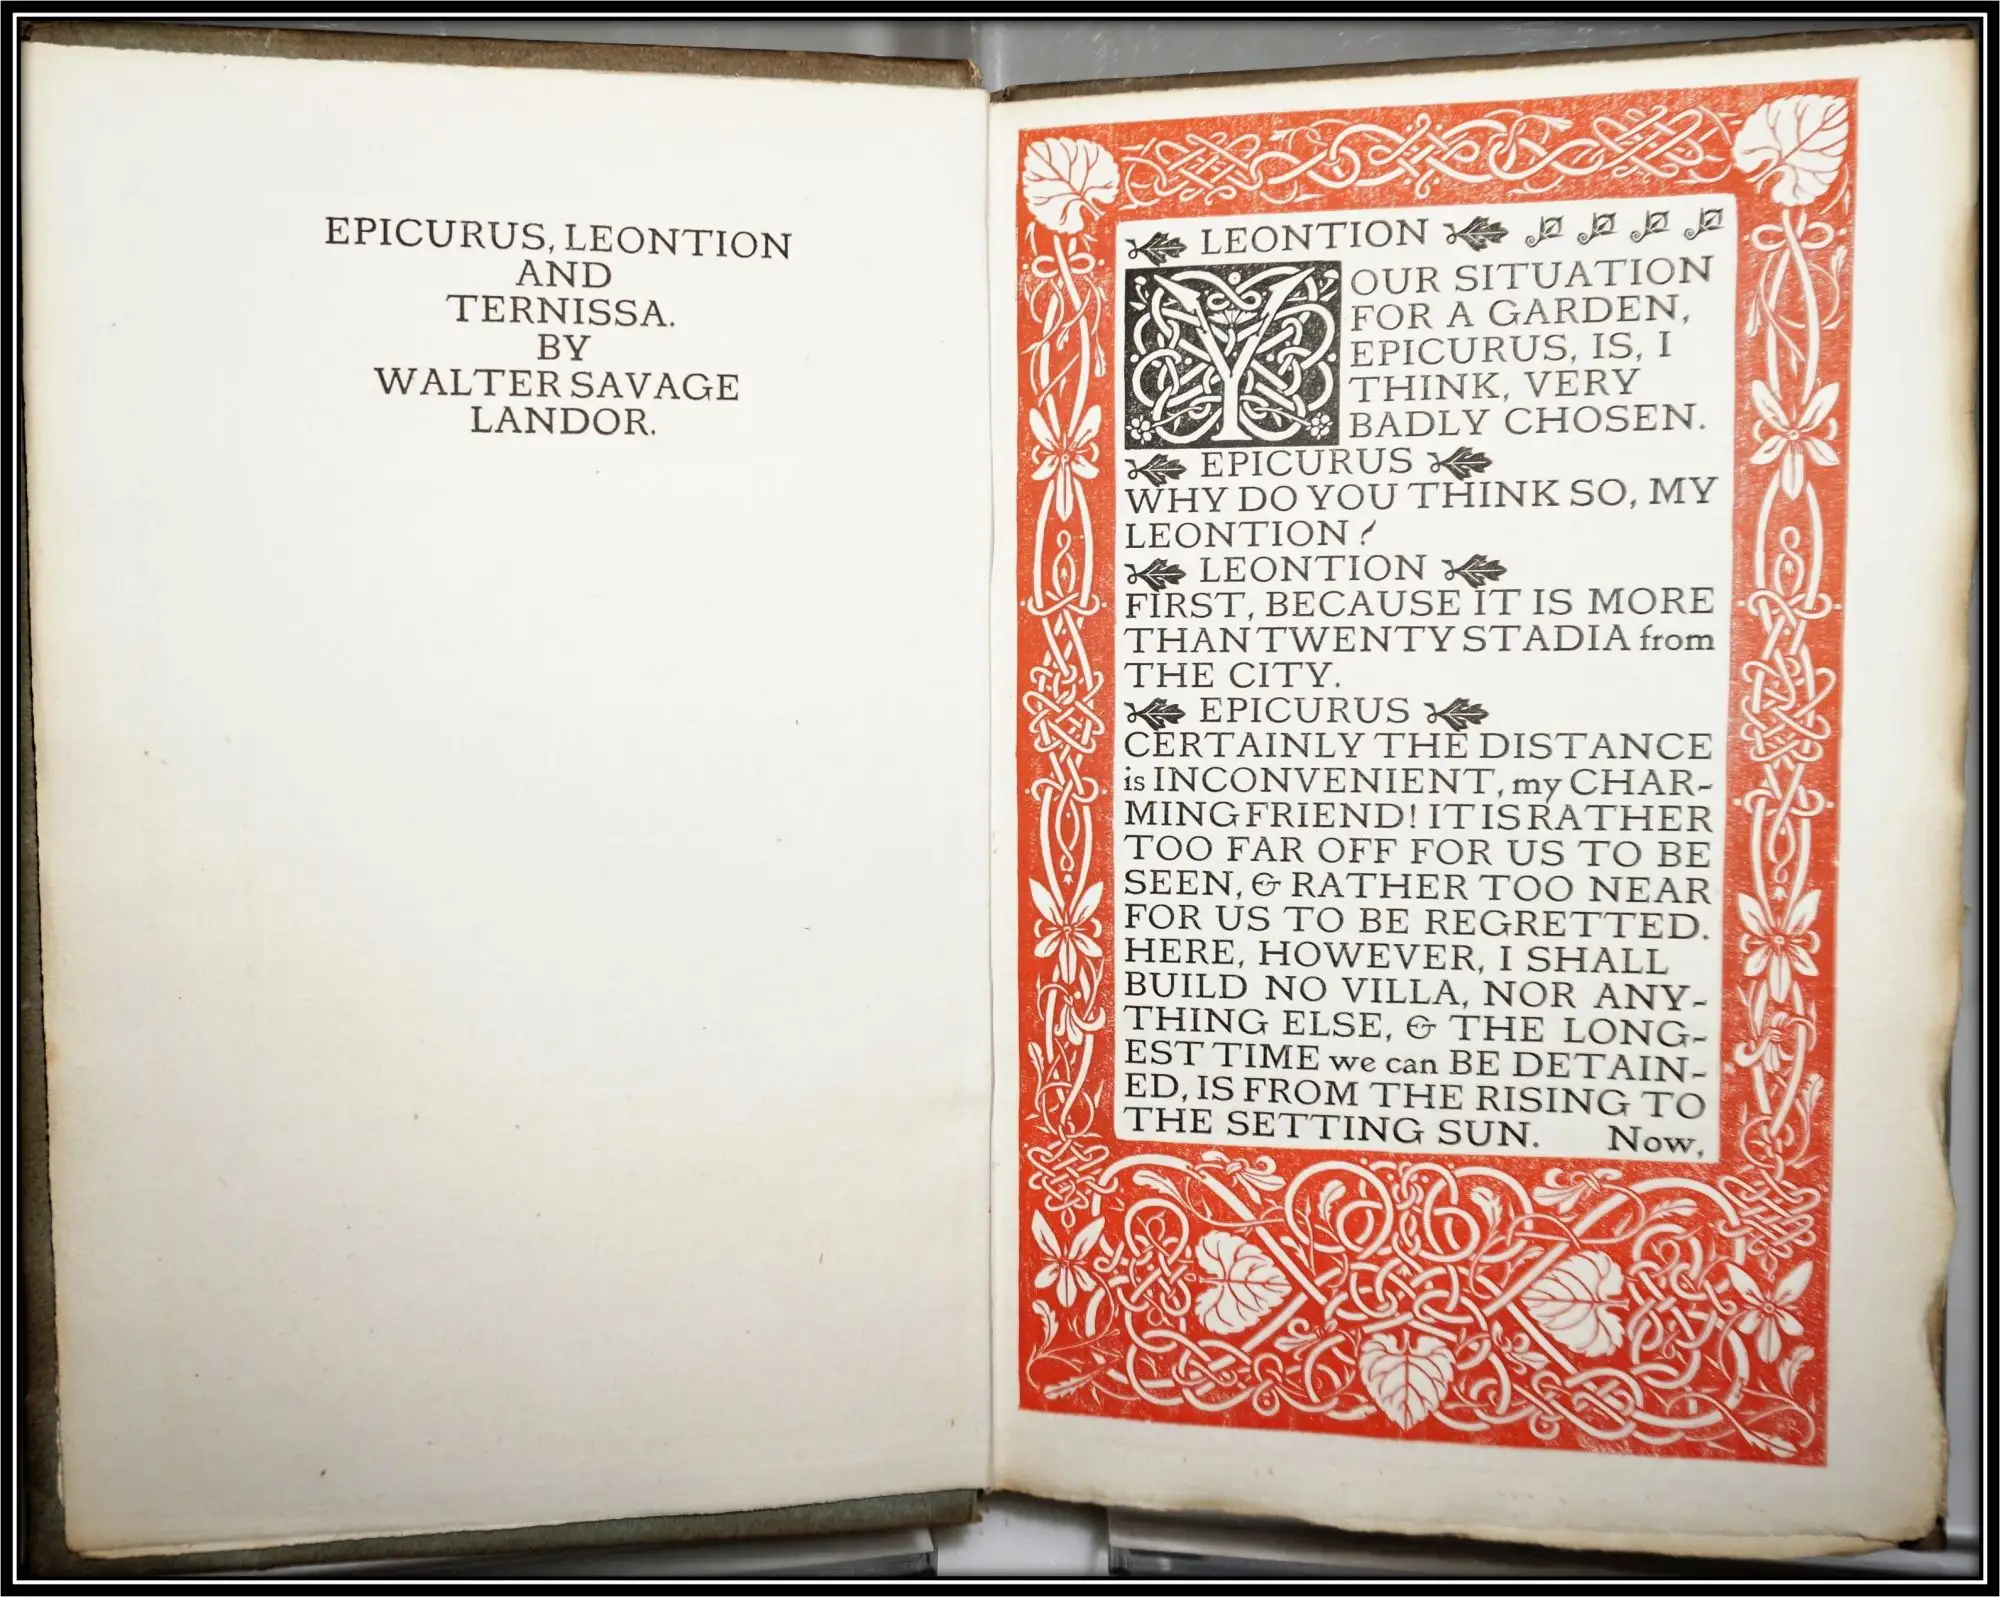 EPICURUS, LEONTION
AND
TERNISSA.
BY
WALTER SAVAGE
LANDOR.
LEONTION
YOUR SITUATION
FOR A GARDEN,
EPICURUS, IS, I
THINK, VERY
BADLY CHOSEN.
EPICURUS
WHY DO YOU THINK SO, MY
LEONTION?
LEONTION
FIRST, BECAUSE IT IS MORE
THAN TWENTY STADIA from
THE CITY.
EPICURUS
CERTAINLY THE DISTANCE
is INCONVENIENT, my CHAR-
MING FRIEND! IT IS RATHER
TOO FAR OFF FOR US TO BE
SEEN, & RATHER TOO NEAR
FOR US TO BE REGRETTED.
HERE, HOWEVER, I SHALL
BUILD NO VILLA, NOR ANY-
THING ELSE, & THE LONG-
EST TIME we can BE DETAIN-
ED, IS FROM THE RISING TO
THE SETTING SUN. Now,